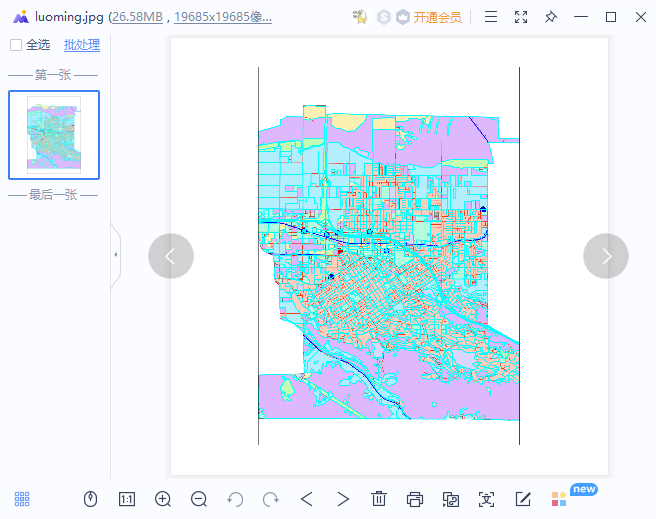 luoming.jpg (26.58MB , 19685x19685像...
开通会员
全选 批处理
第一张
最后一张
1:1
new